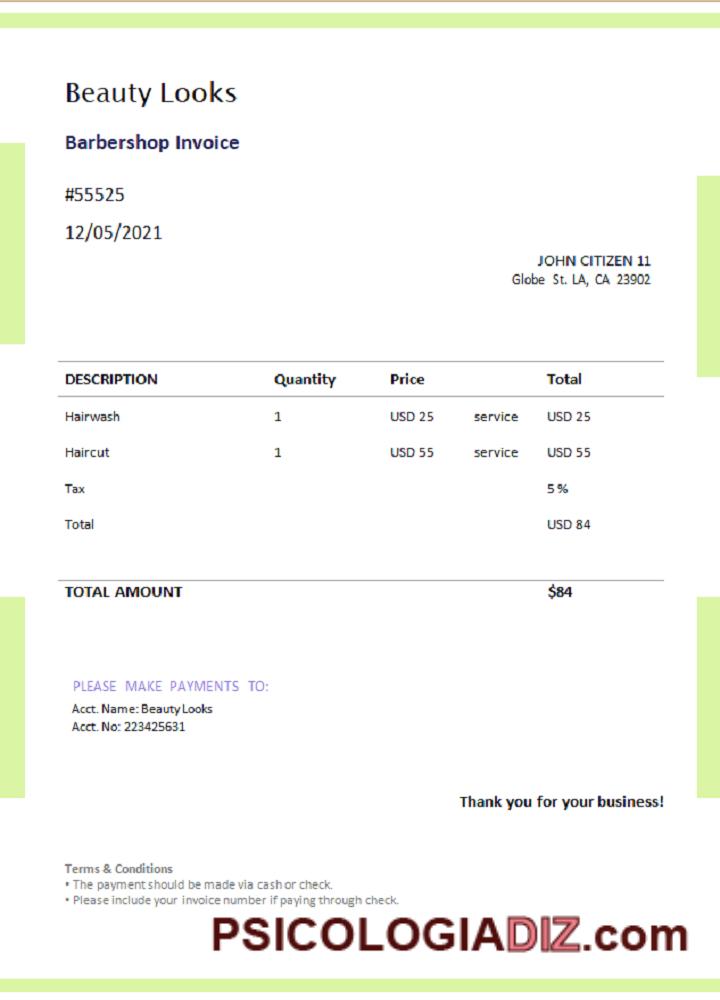 Beauty Looks
Barbershop Invoice
#55525
12/05/2021
JOHN CITIZEN 11
Globe St. LA, CA 23902
DESCRIPTION Quantity Price Total
Hairwash 1 USD 25 service USD 25
Haircut 1 USD 55 service USD 55
Tax 5%
Total USD 84
TOTAL AMOUNT $84
PLEASE MAKE PAYMENTS TO:
Acct. Name: Beauty Looks
Acct. No: 223425631
Thank you for your business!
Terms & Conditions
• The payment should be made via cash or check.
• Please include your invoice number if paying through check.
PSICOLOGIADIZ.com